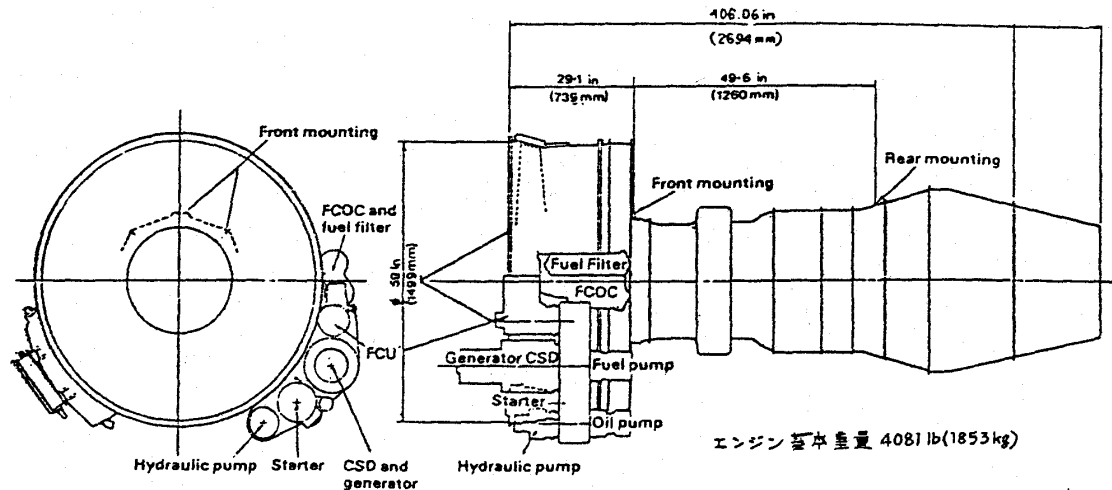 406.06 in
(2694 mm)
29.1 in
(739 mm)
49.6 in
(1260 mm)
Front mounting
Rear mounting
Front mounting
FCOC and
fuel filter
φ 59 in
(1499 mm)
Fuel Filter
FCOC
FCU
Generator CSD
Fuel pump
Starter
Oil pump
エンジン 基本重量 4081 lb(1853 kg)
Hydraulic pump
Starter
CSD and
generator
Hydraulic pump